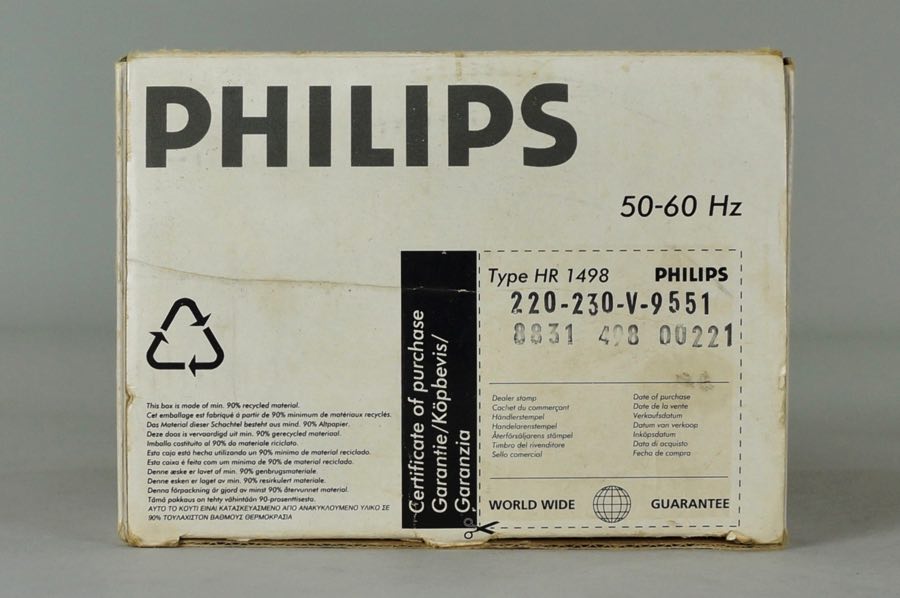 PHILIPS
50-60 Hz
Type HR 1498 PHILIPS
220-230-V-9551
8831 498 00221
Certificate of purchase
Garantie/Köpbevis/
Garanzia
Dealer stamp
Cachet du commerçant
Händlerstempel
Handelarenstempel
Återförsäljarens stämpel
Timbro del rivenditore
Sello comercial
Date of purchase
Date de la vente
Verkoufsdatum
Datum van verkoop
Inköpsdatum
Data di acquisto
Fecha de compra
WORLD WIDE GUARANTEE
This box is made of min. 90% recycled material.
Cet emballage est fabriqué à partir de 90% minimum de matériaux recyclés.
Das Material dieser Schachtel besteht aus mind. 90% Altpapier.
Deze doos is vervaardigd uit min. 90% gerecycled materiaal.
Imballo costituito al 90% da materiale riciclato.
Esta caja está hecha utilizando un 90% minimo de material reciclado.
Esta caixa é feita com um minimo de 90% de material reciclado.
Denne æske er lavet af min. 90% genbrugsmateriale.
Denne esken er laget av min. 90% resirkulert materiale.
Denna förpackning är gjord av minst 90% återvunnet material.
Tämä pakkaus on tehty vähintään 90-prosenttisesta.
ΑΥΤΟ ΤΟ ΚΟΥΤΙ ΕΙΝΑΙ ΚΑΤΑΣΚΕΥΑΣΜΕΝΟ ΑΠΟ ΑΝΑΚΥΚΛΟΥΜΕΝΟ ΥΛΙΚΟ ΣΕ
90% ΤΟΥΛΑΧΙΣΤΟΝ ΒΑΘΜΟΥΣ ΘΕΡΜΟΚΡΑΣΙΑ